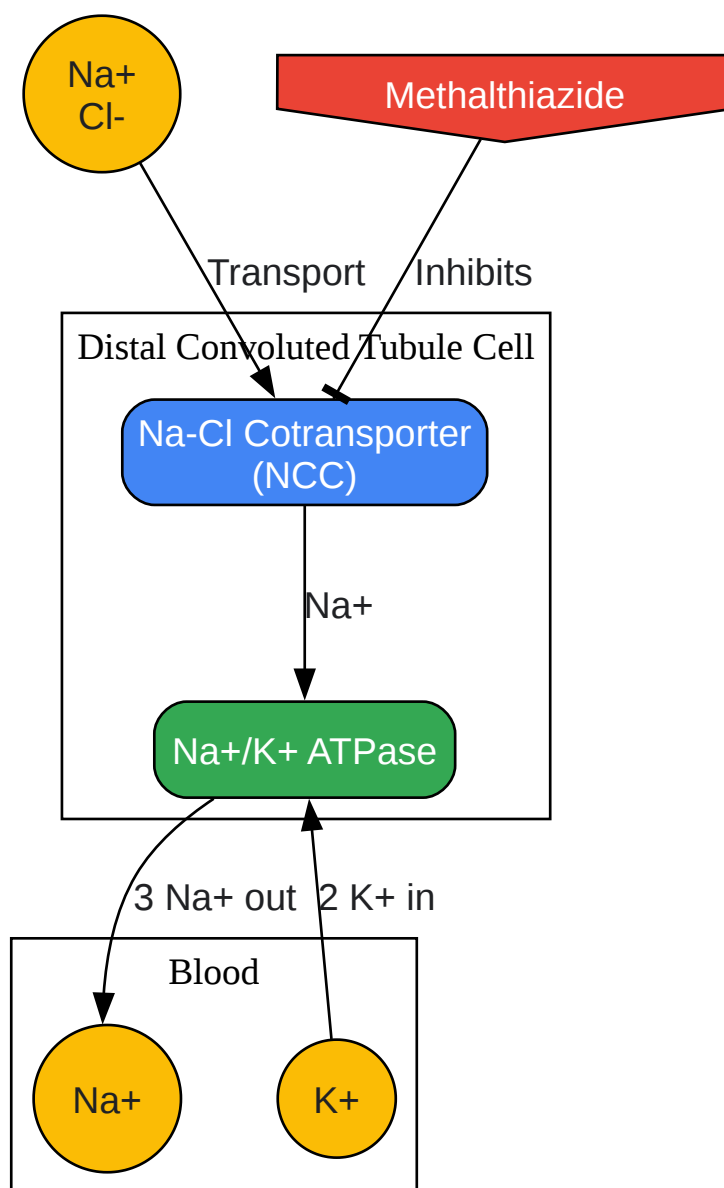 Na+
Cl-
Methalthiazide
Transport
Inhibits
Distal Convoluted Tubule Cell
Na-Cl Cotransporter
(NCC)
Na+
Na+/K+ ATPase
3 Na+ out
2 K+ in
Blood
Na+
K+